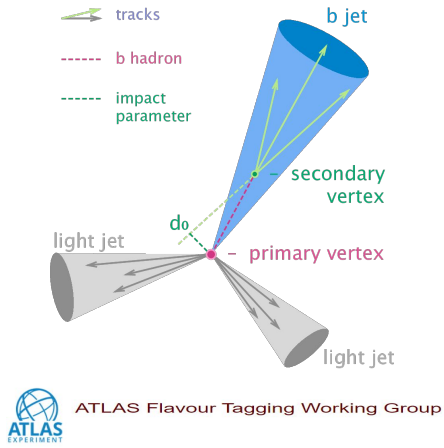 tracks
b hadron
impact
parameter
b jet
secondary
vertex
d₀
light jet
primary vertex
light jet
ATLAS
EXPERIMENT
ATLAS Flavour Tagging Working Group